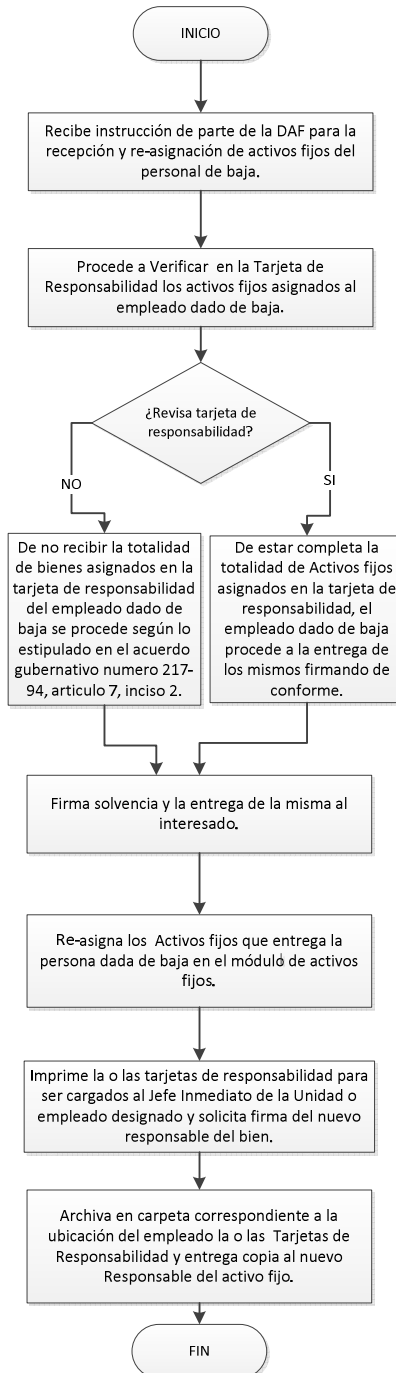 INICIO
Recibe instrucción de parte de la DAF para la
recepción y re-asignación de activos fijos del
personal de baja.
Procede a Verificar en la Tarjeta de
Responsabilidad los activos fijos asignados al
empleado dado de baja.
¿Revisa tarjeta de
responsabilidad?
NO
SI
De no recibir la totalidad
de bienes asignados en la
tarjeta de responsabilidad
del empleado dado de
baja se procede según lo
estipulado en el acuerdo
gubernativo numero 217-
94, articulo 7, inciso 2.
De estar completa la
totalidad de Activos fijos
asignados en la tarjeta de
responsabilidad, el
empleado dado de baja
procede a la entrega de
los mismos firmando de
conforme.
Firma solvencia y la entrega de la misma al
interesado.
Re-asigna los Activos fijos que entrega la
persona dada de baja en el módulo de activos
fijos.
Imprime la o las tarjetas de responsabilidad para
ser cargados al Jefe Inmediato de la Unidad o
empleado designado y solicita firma del nuevo
responsable del bien.
Archiva en carpeta correspondiente a la
ubicación del empleado la o las Tarjetas de
Responsabilidad y entrega copia al nuevo
Responsable del activo fijo.
FIN